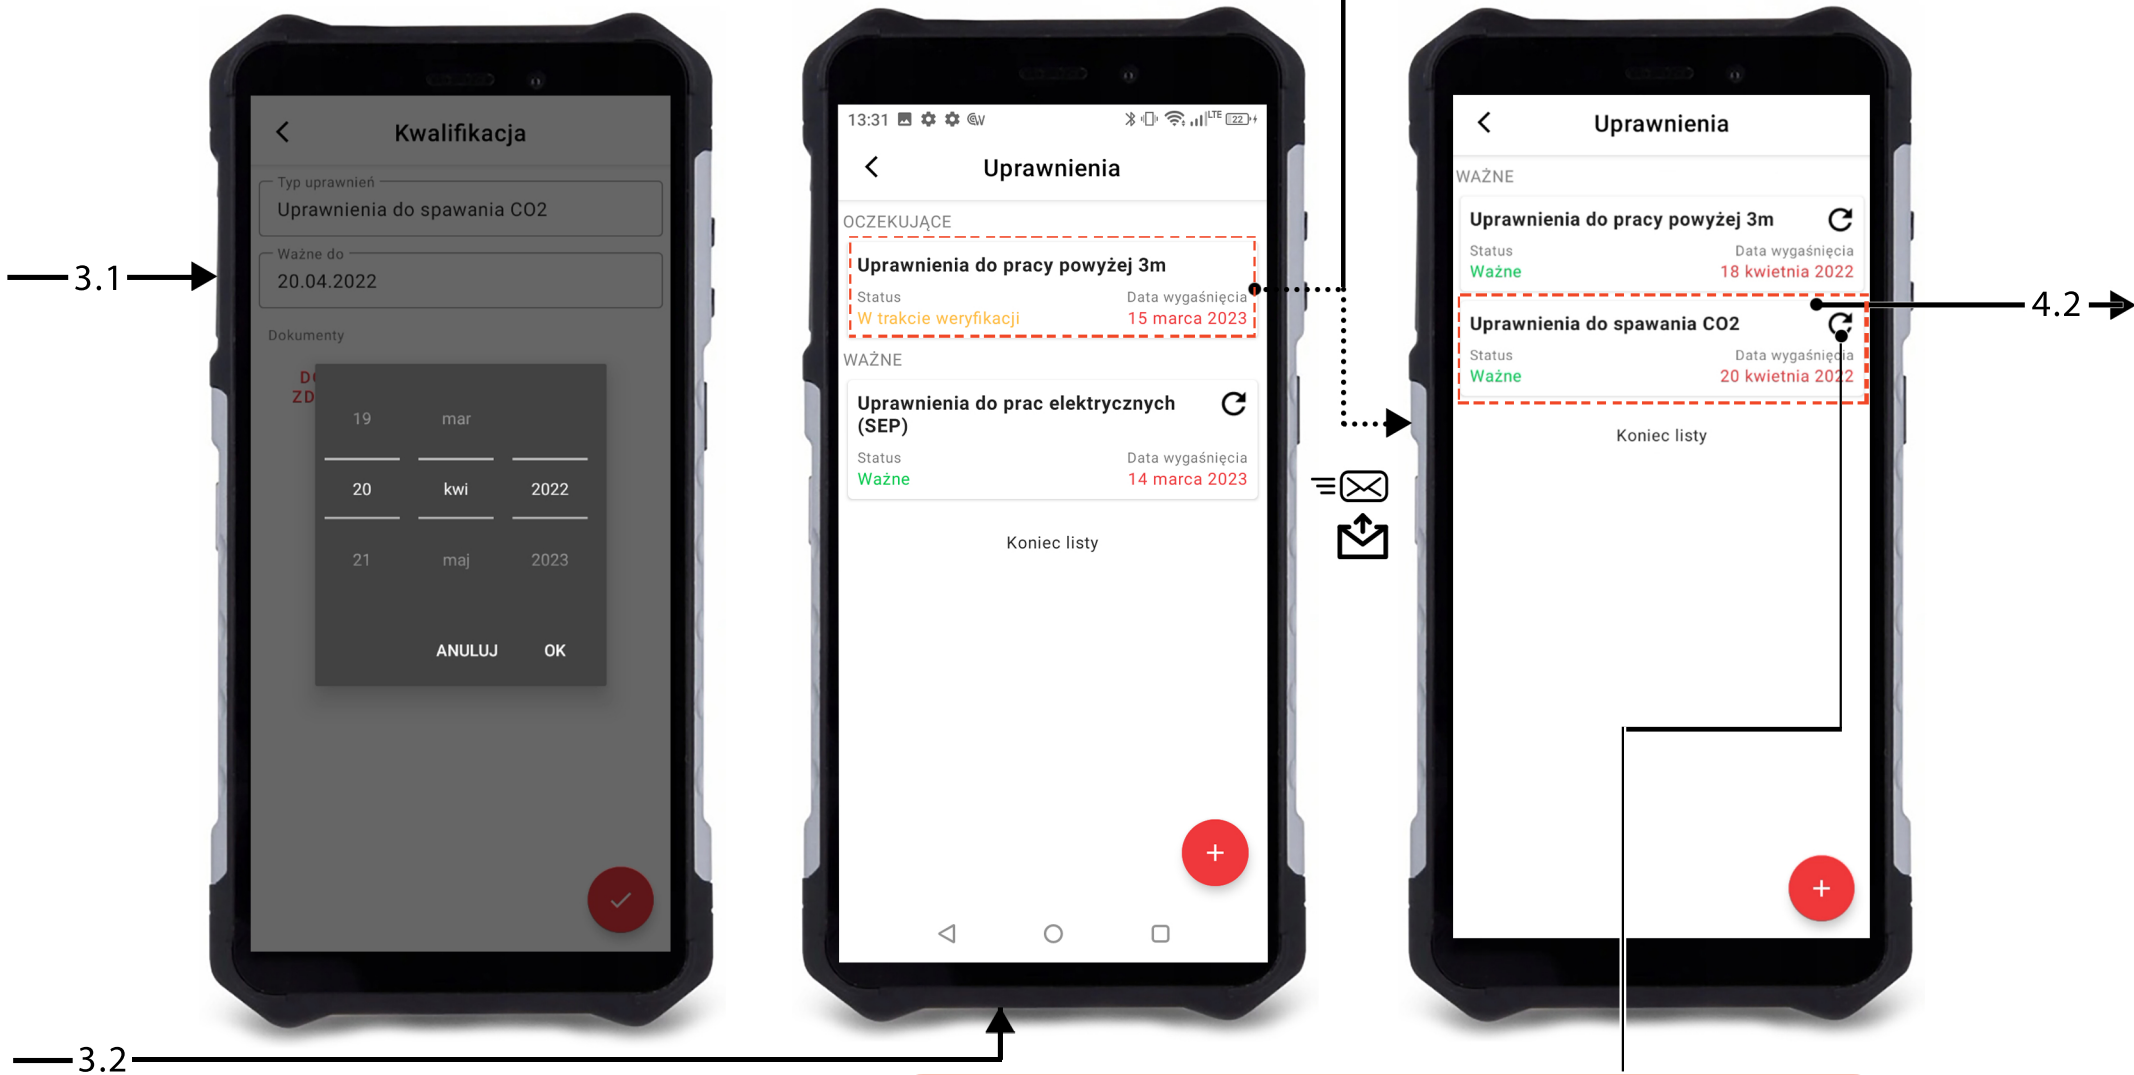 3.1
3.2
Kwalifikacja
Typ uprawnień
Uprawnienia do spawania CO2
Ważne do
20.04.2022
Dokumenty
19 mar
20 kwi 2022
21 maj 2023
ANULUJ OK
13:31 LTE 22
Uprawnienia
OCZEKUJĄCE
Uprawnienia do pracy powyżej 3m
Status Data wygaśnięcia
W trakcie weryfikacji 15 marca 2023
WAŻNE
Uprawnienia do prac elektrycznych
(SEP)
Status Data wygaśnięcia
Ważne 14 marca 2023
Koniec listy
Uprawnienia
WAŻNE
Uprawnienia do pracy powyżej 3m
Status Data wygaśnięcia
Ważne 18 kwietnia 2022
Uprawnienia do spawania CO2
Status Data wygaśnięcia
Ważne 20 kwietnia 2022
Koniec listy
4.2